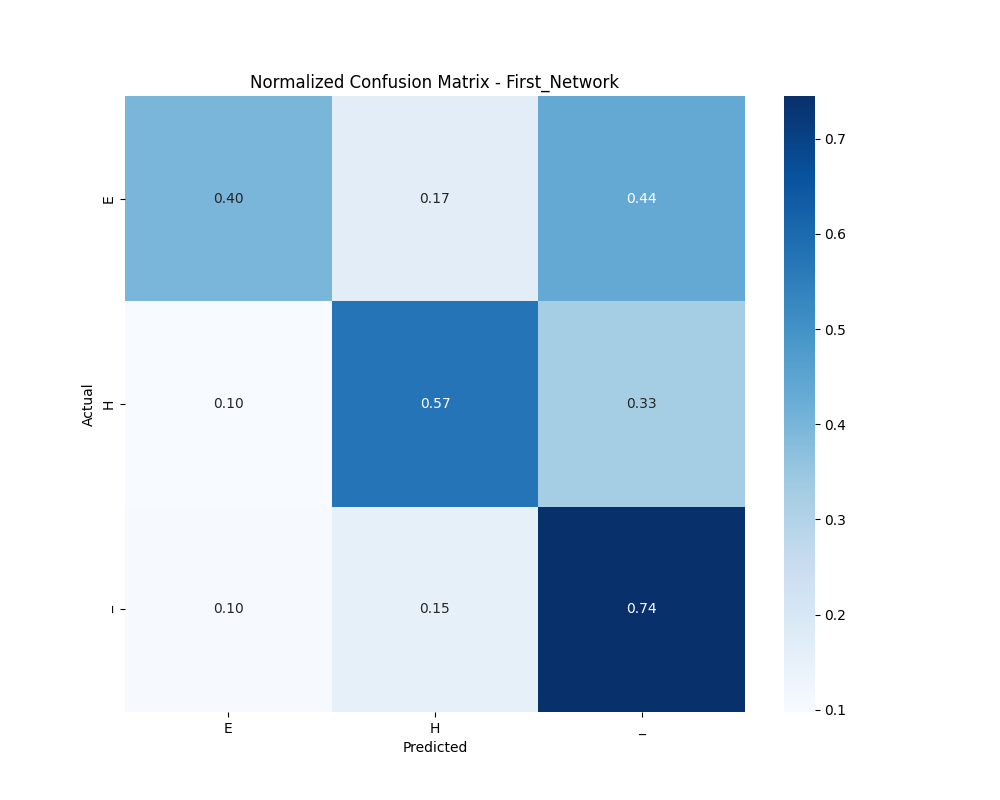 Normalized Confusion Matrix - First_Network
E 0.40 0.17 0.44
H 0.10 0.57 0.33
_ 0.10 0.15 0.74
E H _
Actual
Predicted
0.7
0.6
0.5
0.4
0.3
0.2
0.1